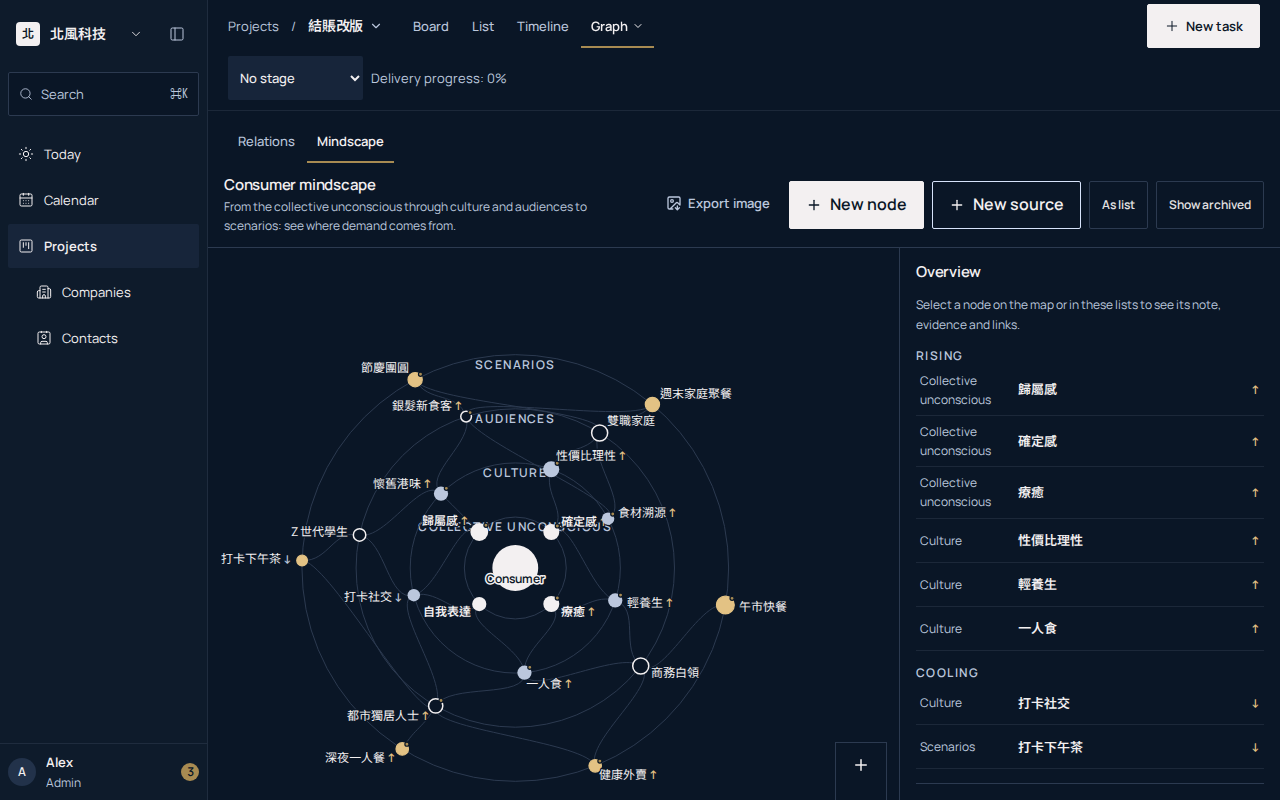 北 北風科技
Search ⌘K
Today
Calendar
Projects
Companies
Contacts
A Alex
Admin
3
Projects / 結賬改版 Board List Timeline Graph
+ New task
No stage Delivery progress: 0%
Relations Mindscape
Consumer mindscape
From the collective unconscious through culture and audiences to
scenarios: see where demand comes from.
Export image
+ New node
+ New source
As list
Show archived
SCENARIOS
節慶團圓
週末家庭聚餐
銀髮新食客 ↑
AUDIENCES
雙職家庭
性價比理性 ↑
CULTURE
懷舊港味 ↑
食材溯源 ↑
歸屬感 ↑
確定感 ↑
COLLECTIVE UNCONSCIOUS
Z 世代學生
打卡下午茶 ↓
Consumer
打卡社交 ↓
自我表達
療癒 ↑
輕養生 ↑
午市快餐
商務白領
一人食 ↑
都市獨居人士 ↑
深夜一人餐 ↑
健康外賣 ↑
+
Overview
Select a node on the map or in these lists to see its note,
evidence and links.
RISING
Collective
unconscious 歸屬感 ↑
Collective
unconscious 確定感 ↑
Collective
unconscious 療癒 ↑
Culture 性價比理性 ↑
Culture 輕養生 ↑
Culture 一人食 ↑
COOLING
Culture 打卡社交 ↓
Scenarios 打卡下午茶 ↓